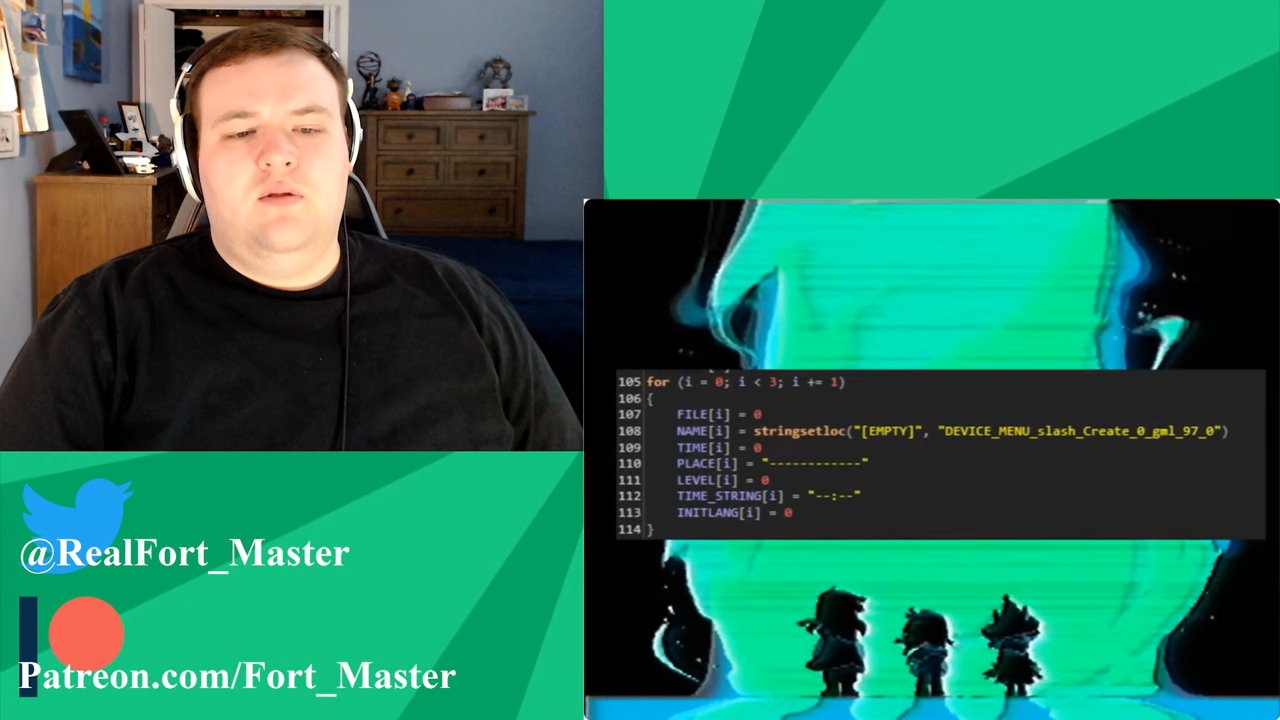 105 for (i = 0; i < 3; i += 1)
106 {
107 FILE[i] = 0
108 NAME[i] = stringsetloc("[EMPTY]", "DEVICE_MENU_slash_Create_0_gml_97_0")
109 TIME[i] = 0
110 PLACE[i] = "------------"
111 LEVEL[i] = 0
112 TIME_STRING[i] = "--:--"
113 INITLANG[i] = 0
114 }
@RealFort_Master
Patreon.com/Fort_Master